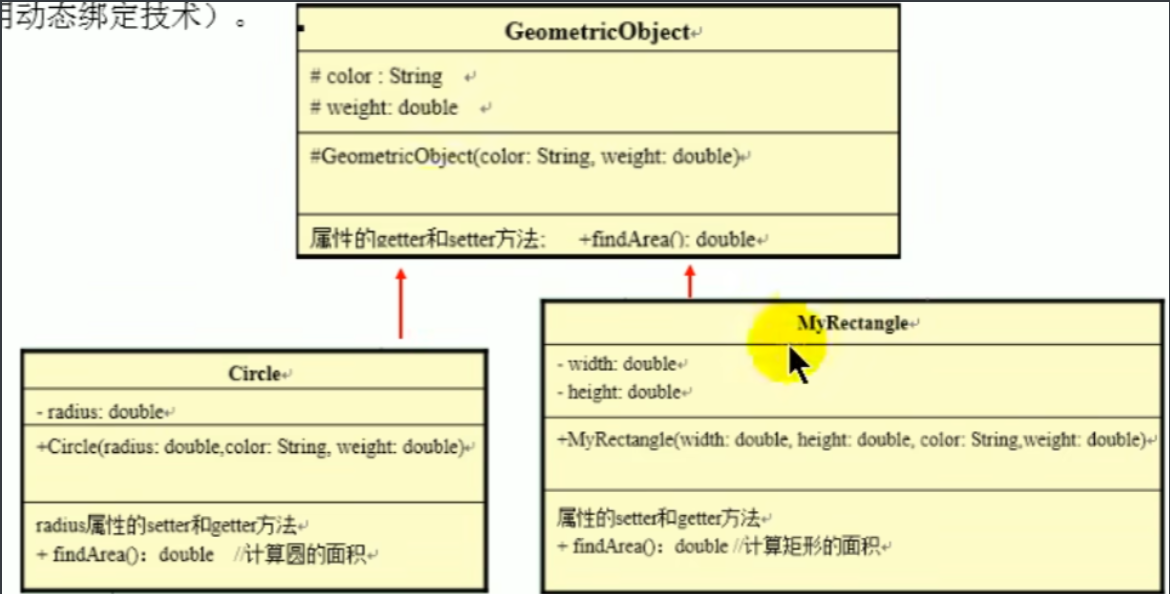 动态绑定技术）。
GeometricObject
# color : String
# weight: double
#GeometricObject(color: String, weight: double)
属性的getter和setter方法; +findArea(): double
Circle
- radius: double
+Circle(radius: double,color: String, weight: double)
radius属性的setter和getter方法
+ findArea()：double //计算圆的面积
MyRectangle
- width: double
- height: double
+MyRectangle(width: double, height: double, color: String,weight: double)
属性的setter和getter方法
+ findArea()：double //计算矩形的面积